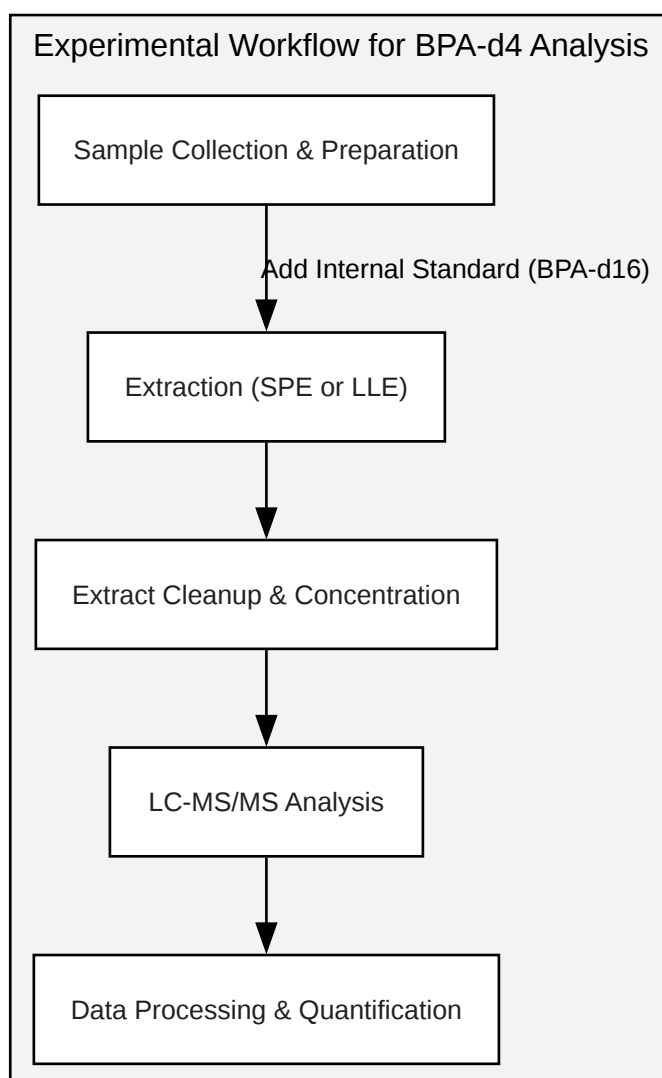 Experimental Workflow for BPA-d4 Analysis
Sample Collection & Preparation
Add Internal Standard (BPA-d16)
Extraction (SPE or LLE)
Extract Cleanup & Concentration
LC-MS/MS Analysis
Data Processing & Quantification